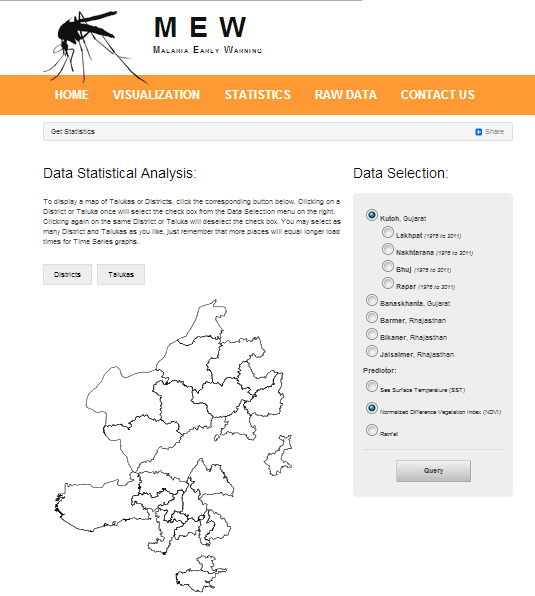 MEW
Malaria Early Warning
HOME VISUALIZATION STATISTICS RAW DATA CONTACT US
Get Statistics
Share
Data Statistical Analysis:
To display a map of Talukas or Districts, click the corresponding button below. Clicking on a
District or Taluka once will select the check box from the Data Selection menu on the right.
Clicking again on the same District or Taluka will deselect the check box. You may select as
many District and Talukas as you like, just remember that more places will equal longer load
times for Time Series graphs.
Districts Talukas
Data Selection:
Kutch, Gujarat
Lakhpat (1975 to 2011)
Nakhtarana (1975 to 2011)
Bhuj (1975 to 2011)
Rapar (1975 to 2011)
Banaskhanta, Gujarat
Barmer, Rhajasthan
Bikaner, Rhajasthan
Jaisalmer, Rhajasthan
Predictor:
Sea Surface Temperature (SST)
Normalized Difference Vegetation Index (NDVI)
Rainfall
Query